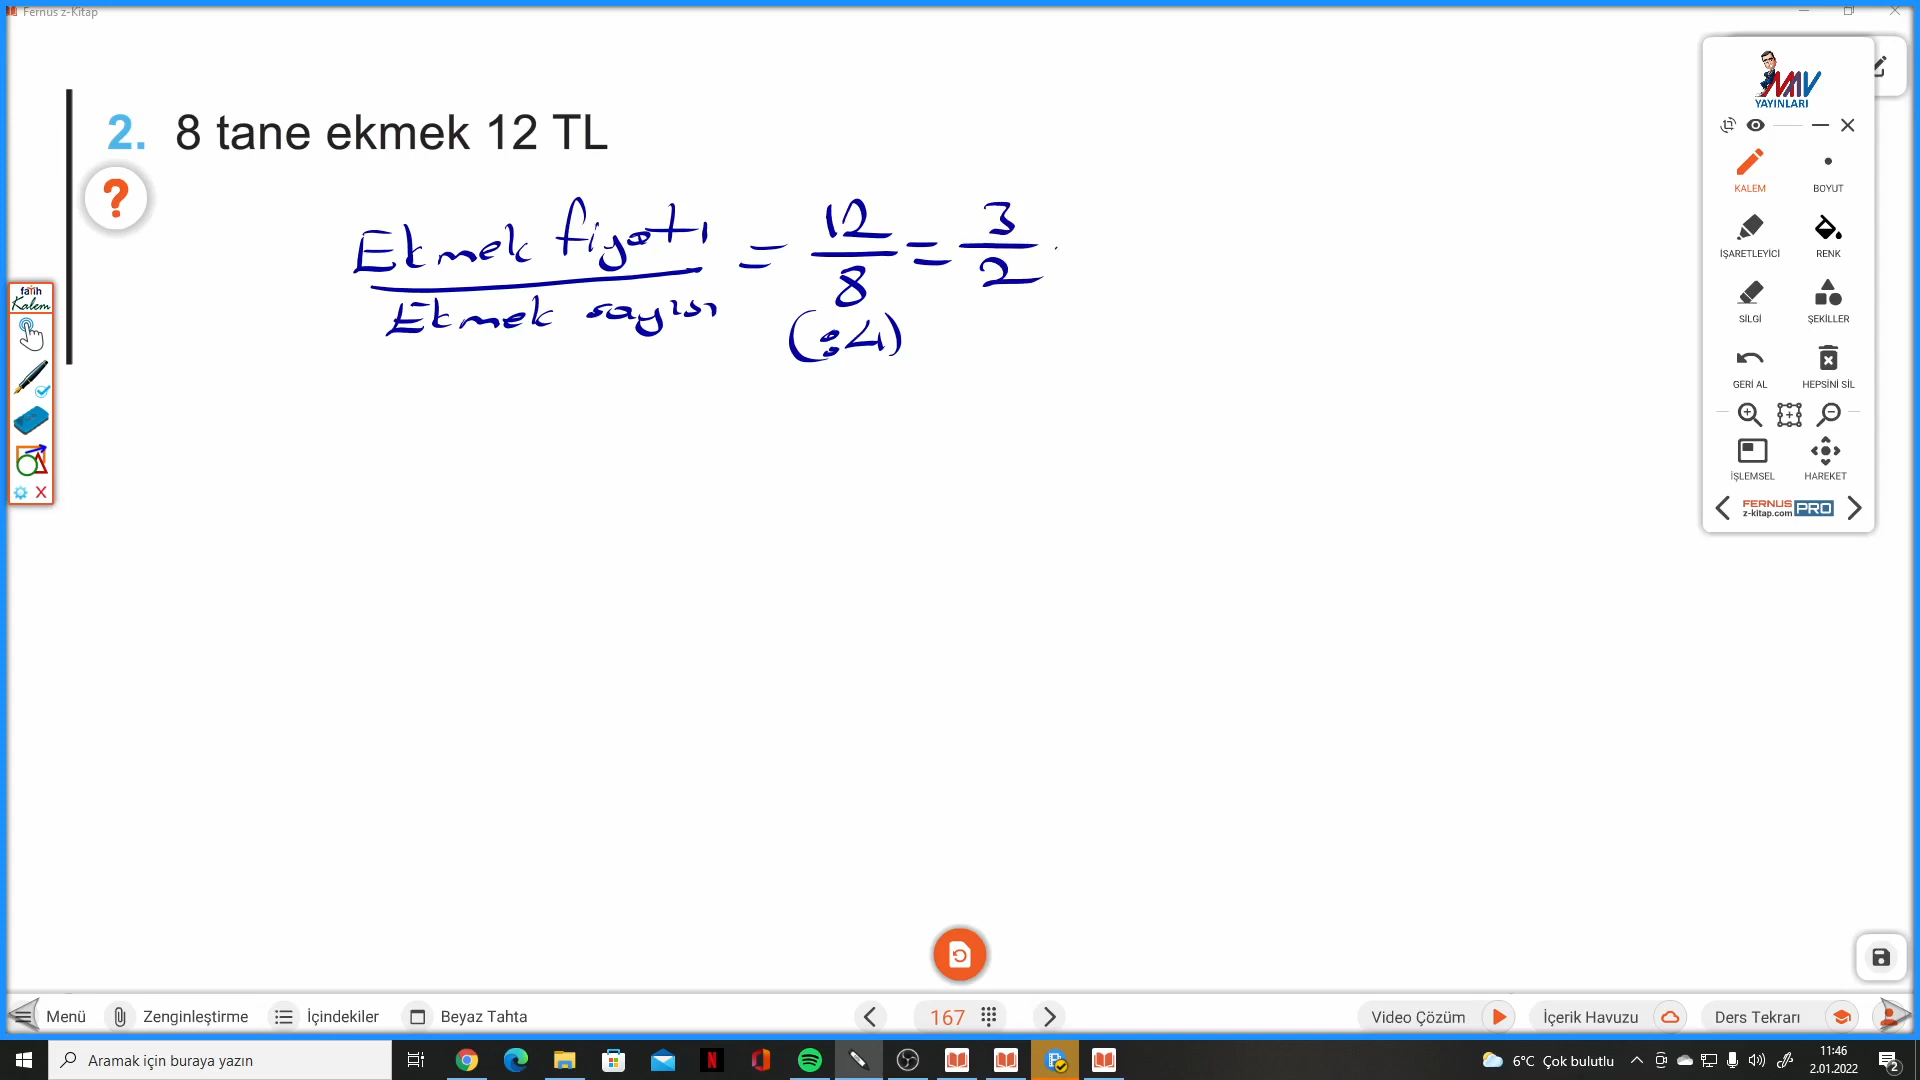 Fernus z-Kitap
MAV
YAYINLARI
2. 8 tane ekmek 12 TL
?
Ekmek fiyatı = 12 = 3
Ekmek sayısı 8 2
(:4)
fatih
Kalem
KALEM BOYUT
İŞARETLEYİCİ RENK
SİLGİ ŞEKİLLER
GERİ AL HEPSİNİ SİL
İŞLEMSEL HAREKET
FERNUS PRO
z-kitap.com
Menü Zenginleştirme İçindekiler Beyaz Tahta 167 Video Çözüm İçerik Havuzu Ders Tekrarı
Aramak için buraya yazın 6°C Çok bulutlu 11:46
2.01.2022 2